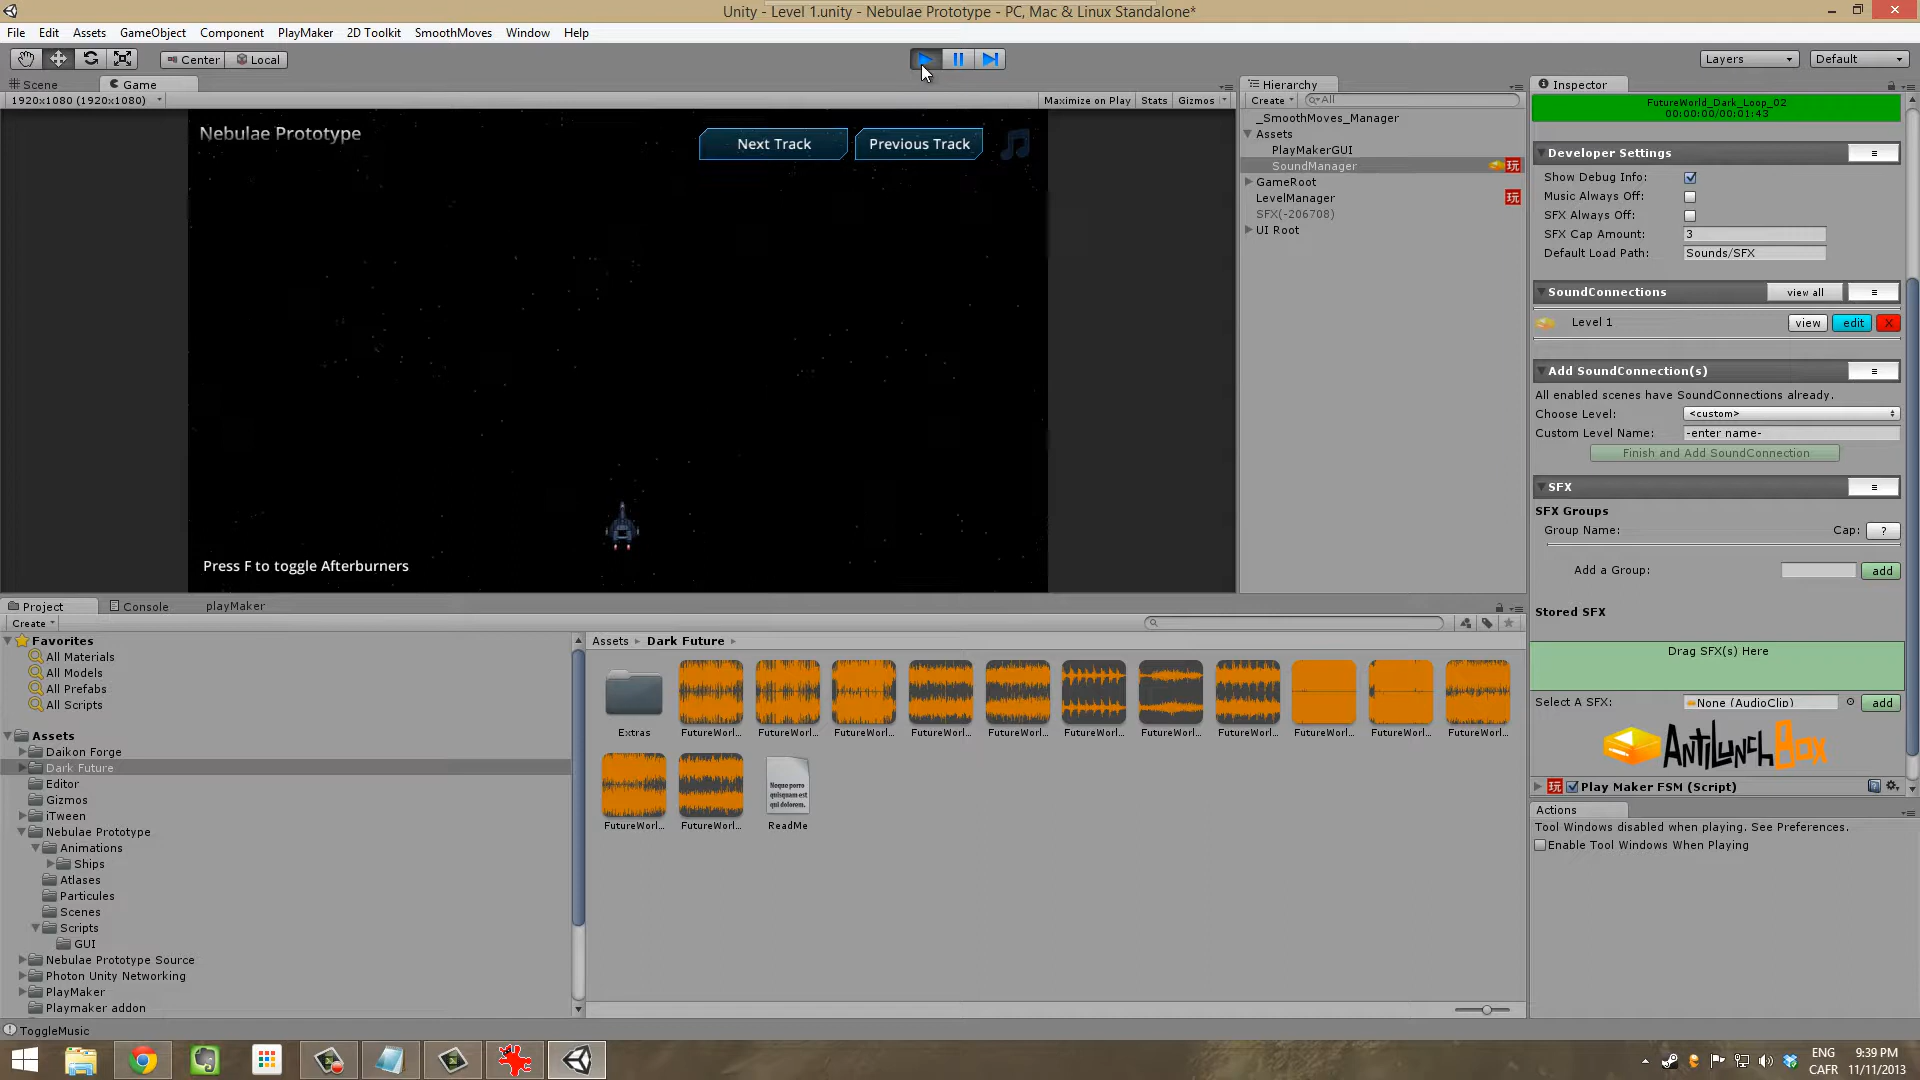 Unity - Level 1.unity - Nebulae Prototype - PC, Mac & Linux Standalone*
File Edit Assets GameObject Component PlayMaker 2D Toolkit SmoothMoves Window Help
Center Local
Layers Default
Scene Game
1920x1080 (1920x1080)
Maximize on Play Stats Gizmos
Nebulae Prototype
Next Track Previous Track
Press F to toggle Afterburners
Hierarchy
Create All
_SmoothMoves_Manager
Assets
PlayMakerGUI
SoundManager
GameRoot
LevelManager
SFX(-206708)
UI Root
Inspector
FutureWorld_Dark_Loop_02
00:00:00/00:01:43
Developer Settings
Show Debug Info:
Music Always Off:
SFX Always Off:
SFX Cap Amount: 3
Default Load Path: Sounds/SFX
SoundConnections view all
Level 1 view edit X
Add SoundConnection(s)
All enabled scenes have SoundConnections already.
Choose Level: <custom>
Custom Level Name: -enter name-
Finish and Add SoundConnection
SFX
SFX Groups
Group Name: Cap: ?
Add a Group: add
Stored SFX
Drag SFX(s) Here
Select A SFX: None (AudioClip) add
AntiLunchBox
玩 Play Maker FSM (Script)
Actions
Tool Windows disabled when playing. See Preferences.
Enable Tool Windows When Playing
Project Console playMaker
Create
Favorites
All Materials
All Models
All Prefabs
All Scripts
Assets
Daikon Forge
Dark Future
Editor
Gizmos
iTween
Nebulae Prototype
Animations
Ships
Atlases
Particules
Scenes
Scripts
GUI
Nebulae Prototype Source
Photon Unity Networking
PlayMaker
Playmaker addon
Assets Dark Future
Extras FutureWorl... FutureWorl... FutureWorl... FutureWorl... FutureWorl... FutureWorl... FutureWorl... FutureWorl... FutureWorl... FutureWorl... FutureWorl...
FutureWorl... FutureWorl... ReadMe
ToggleMusic
ENG 9:39 PM
CAFR 11/11/2013